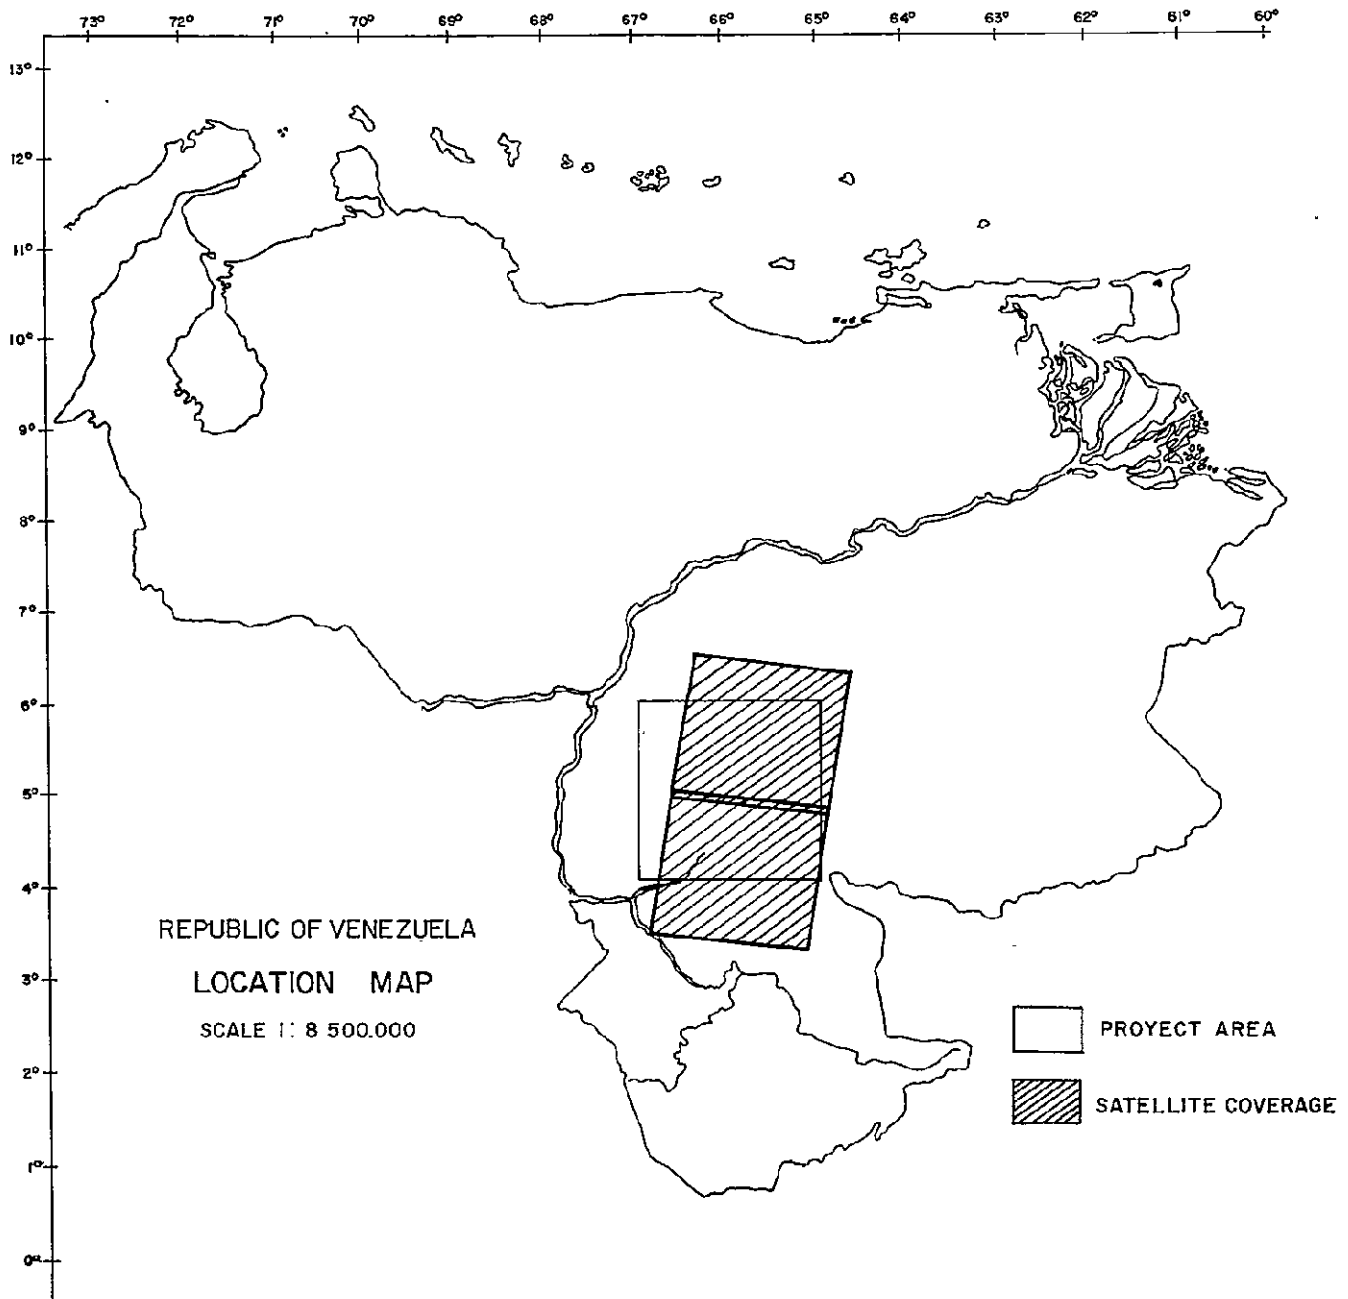 73° 72° 71° 70° 69° 68° 67° 66° 65° 64° 63° 62° 61° 60°
13°
12°
11°
10°
9°
8°
7°
6°
5°
4°
3°
2°
1°
0°
REPUBLIC OF VENEZUELA
LOCATION MAP
SCALE 1: 8 500.000
PROYECT AREA
SATELLITE COVERAGE